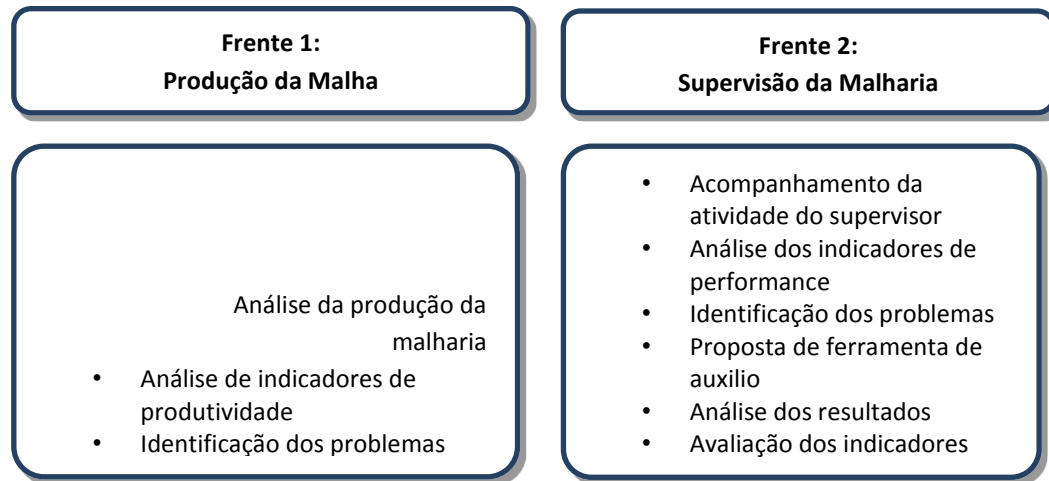 Frente 1:
Produção da Malha
Frente 2:
Supervisão da Malharia
Análise da produção da
malharia
• Análise de indicadores de
produtividade
• Identificação dos problemas
• Acompanhamento da
atividade do supervisor
• Análise dos indicadores de
performance
• Identificação dos problemas
• Proposta de ferramenta de
auxilio
• Análise dos resultados
• Avaliação dos indicadores